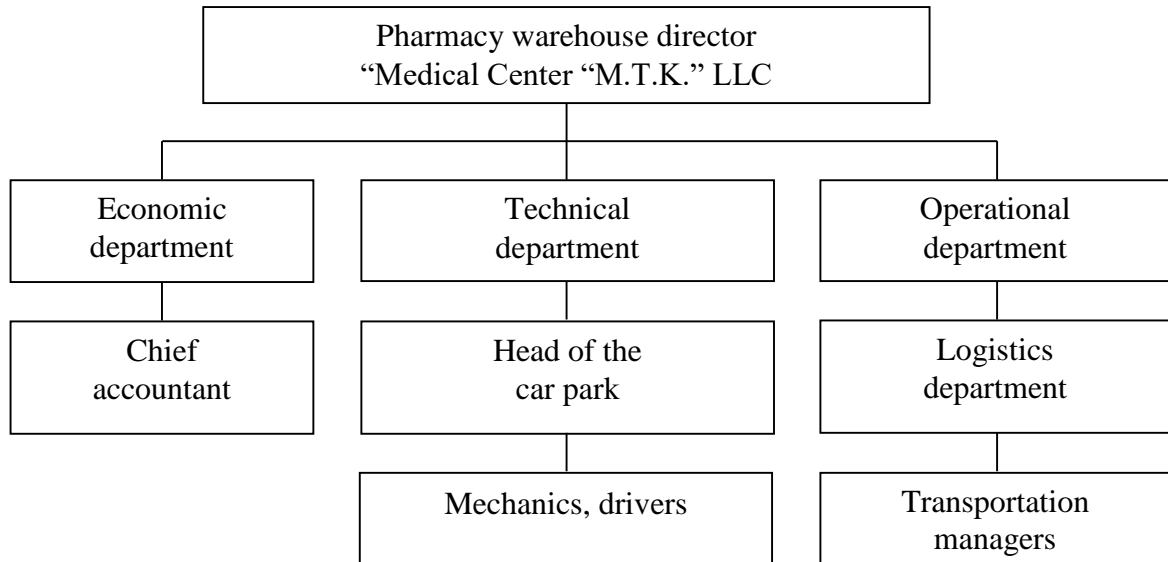 Pharmacy warehouse director
“Medical Center “M.T.K.” LLC
Economic
department
Technical
department
Operational
department
Chief
accountant
Head of the
car park
Logistics
department
Mechanics, drivers
Transportation
managers